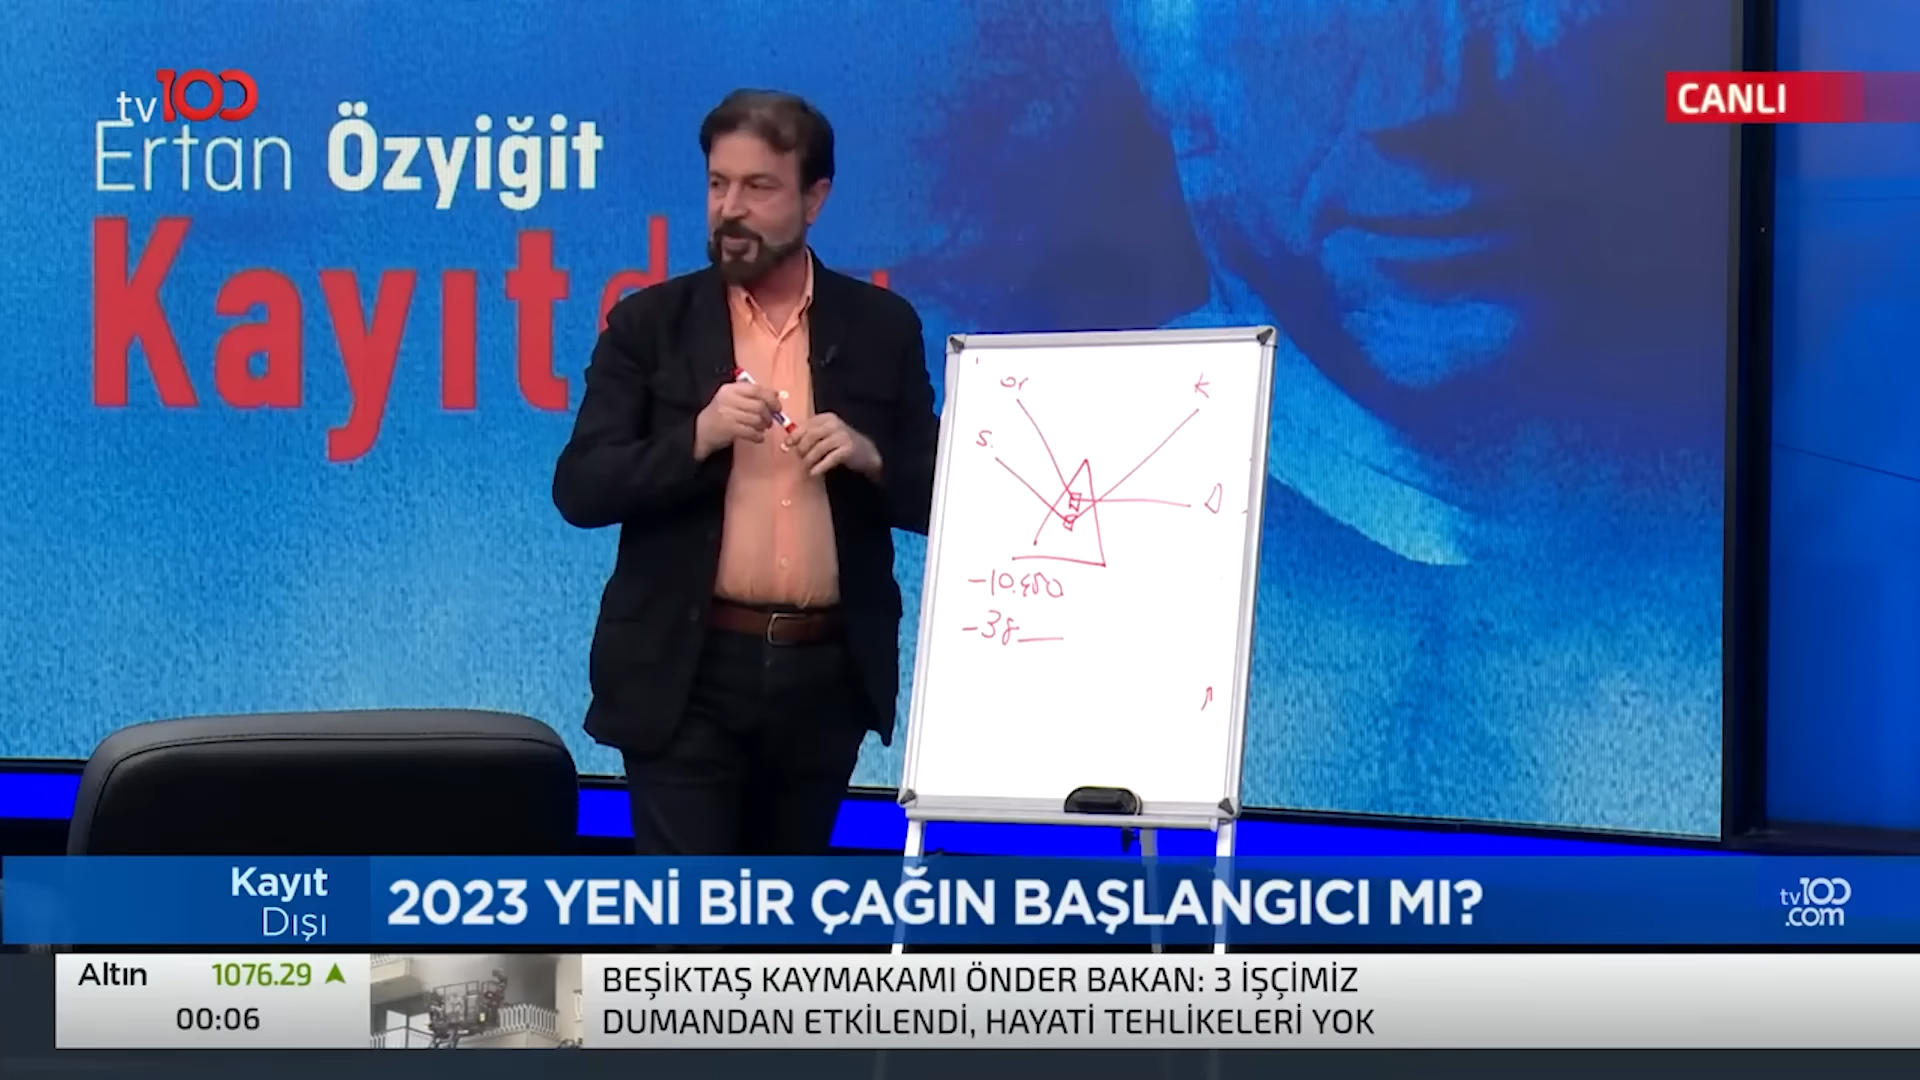 tv100
Ertan Özyiğit
Kayıt
CANLI
or
K
S.
-10.450
-38
Kayıt
Dışı
2023 YENİ BİR ÇAĞIN BAŞLANGICI MI?
tv100
.com
Altın 1076.29
00:06
BEŞİKTAŞ KAYMAKAMI ÖNDER BAKAN: 3 İŞÇİMİZ
DUMANDAN ETKİLENDİ, HAYATİ TEHLİKELERİ YOK